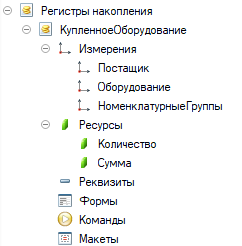 Регистры накопления
КупленноеОборудование
Измерения
Постащик
Оборудование
НоменклатурныеГруппы
Ресурсы
Количество
Сумма
Реквизиты
Формы
Команды
Макеты